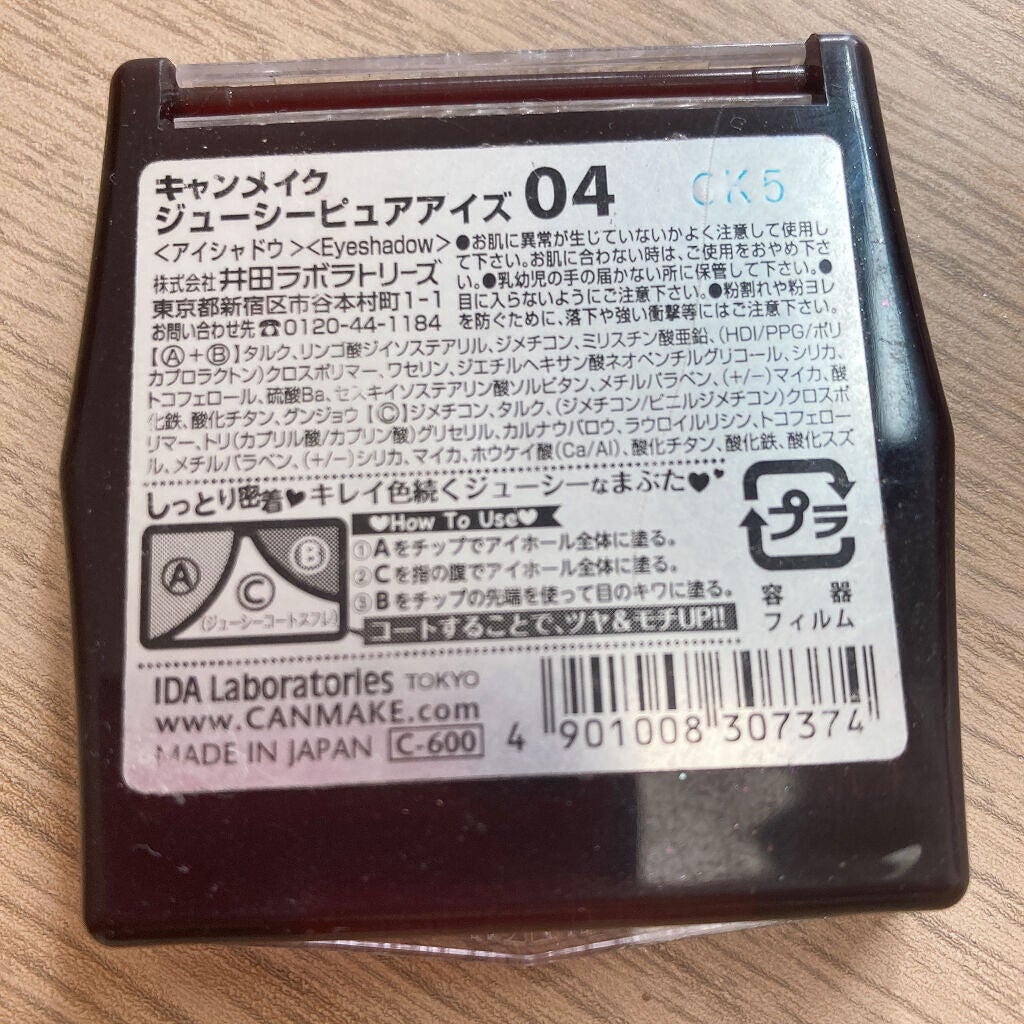 キャンメイク
ジューシーピュアアイズ 04
CK5
<アイシャドウ><Eyeshadow>
株式会社 井田ラボラトリーズ
東京都新宿区市谷本村町1-1
お問い合わせ先☎0120-44-1184
●お肌に異常が生じていないかよく注意して使用し
て下さい。お肌に合わない時は、ご使用をおやめ下さ
い。●乳幼児の手の届かない所に保管して下さい。●
目に入らないようにご注意下さい。●粉割れや粉ヨレ
を防ぐために、落下や強い衝撃等にはご注意下さい。
【Ⓐ+Ⓑ】タルク、リンゴ酸ジイソステアリル、ジメチコン、ミリスチン酸亜鉛、(HDI/PPG/ポリ
カプロラクトン)クロスポリマー、ワセリン、ジエチルヘキサン酸ネオペンチルグリコール、シリカ、
トコフェロール、硫酸Ba、セスキイソステアリン酸ソルビタン、メチルパラベン、(+/-)マイカ、酸
化鉄、酸化チタン、グンジョウ【Ⓒ】ジメチコン、タルク、(ジメチコン/ビニルジメチコン)クロスポ
リマー、トリ(カプリル酸/カプリン酸)グリセリル、カルナウバロウ、ラウロイルリシン、トコフェロー
ル、メチルパラベン、(+/-)シリカ、マイカ、ホウケイ酸(Ca/Al)、酸化チタン、酸化鉄、酸化スズ
しっとり密着♥キレイ色続くジューシーなまぶた♥
♥How To Use♥
①Aをチップでアイホール全体に塗る。
②Cを指の腹でアイホール全体に塗る。
③Bをチップの先端を使って目のキワに塗る。
コートすることで、ツヤ&モチUP!!
A
B
C
(ジューシーコートスフレ)
プラ
容器
フィルム
IDA Laboratories TOKYO
www.CANMAKE.com
MADE IN JAPAN C-600
4 901008 307374